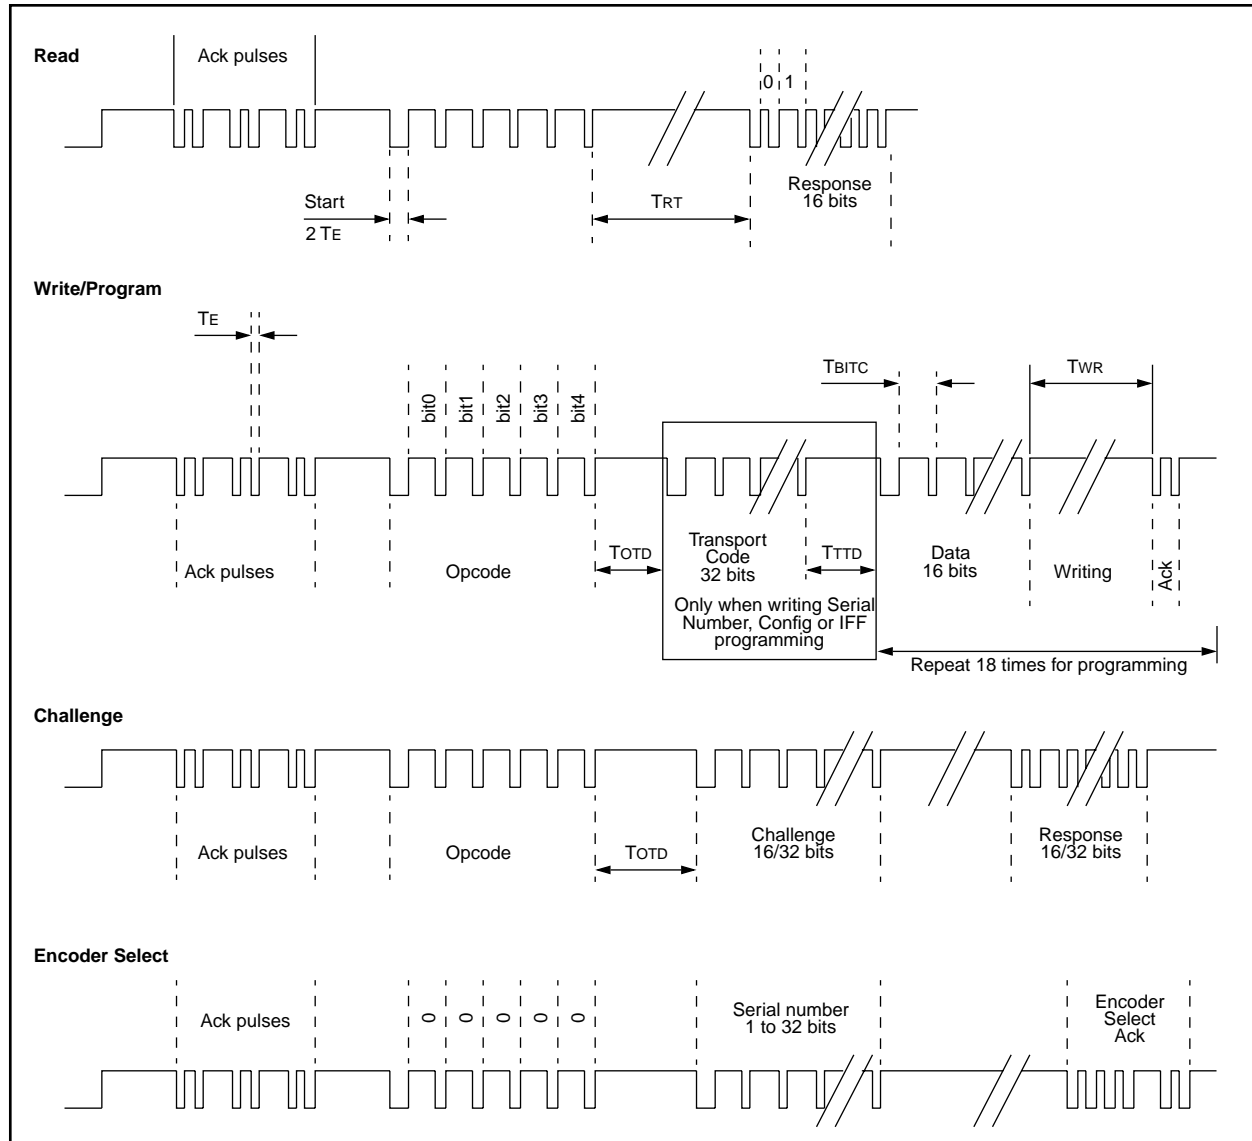 Read
Ack pulses
0 1
Start
2 TE
TRT
Response
16 bits
Write/Program
TE
bit0 bit1 bit2 bit3 bit4
TBITC
TWR
Ack pulses
Opcode
TOTD
Transport
Code
32 bits
TTTD
Data
16 bits
Writing
Ack
Only when writing Serial
Number, Config or IFF
programming
Repeat 18 times for programming
Challenge
Ack pulses
Opcode
TOTD
Challenge
16/32 bits
Response
16/32 bits
Encoder Select
Ack pulses
0 0 0 0 0
Serial number
1 to 32 bits
Encoder
Select
Ack